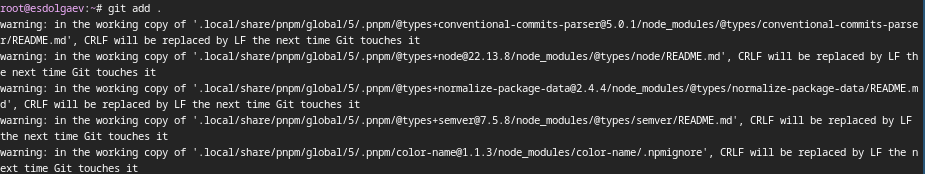 root@esdolgaev:~# git add .
warning: in the working copy of '.local/share/pnpm/global/5/.pnpm/@types+conventional-commits-parser@5.0.1/node_modules/@types/conventional-commits-parse
r/README.md', CRLF will be replaced by LF the next time Git touches it
warning: in the working copy of '.local/share/pnpm/global/5/.pnpm/@types+node@22.13.8/node_modules/@types/node/README.md', CRLF will be replaced by LF th
e next time Git touches it
warning: in the working copy of '.local/share/pnpm/global/5/.pnpm/@types+normalize-package-data@2.4.4/node_modules/@types/normalize-package-data/README.m
d', CRLF will be replaced by LF the next time Git touches it
warning: in the working copy of '.local/share/pnpm/global/5/.pnpm/@types+semver@7.5.8/node_modules/@types/semver/README.md', CRLF will be replaced by LF 
the next time Git touches it
warning: in the working copy of '.local/share/pnpm/global/5/.pnpm/color-name@1.1.3/node_modules/color-name/.npmignore', CRLF will be replaced by LF the n
ext time Git touches it